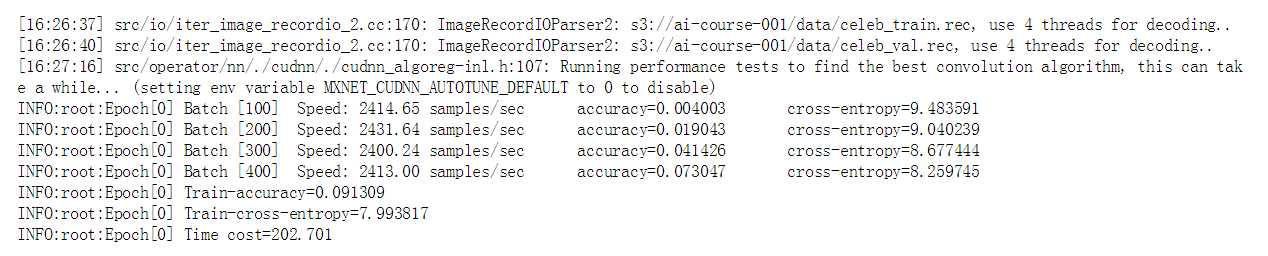 [16:26:37] src/io/iter_image_recordio_2.cc:170: ImageRecordIOParser2: s3://ai-course-001/data/celeb_train.rec, use 4 threads for decoding..
[16:26:40] src/io/iter_image_recordio_2.cc:170: ImageRecordIOParser2: s3://ai-course-001/data/celeb_val.rec, use 4 threads for decoding..
[16:27:16] src/operator/nn/./cudnn/./cudnn_algoreg-inl.h:107: Running performance tests to find the best convolution algorithm, this can tak
e a while... (setting env variable MXNET_CUDNN_AUTOTUNE_DEFAULT to 0 to disable)
INFO:root:Epoch[0] Batch [100]  Speed: 2414.65 samples/sec      accuracy=0.004003       cross-entropy=9.483591
INFO:root:Epoch[0] Batch [200]  Speed: 2431.64 samples/sec      accuracy=0.019043       cross-entropy=9.040239
INFO:root:Epoch[0] Batch [300]  Speed: 2400.24 samples/sec      accuracy=0.041426       cross-entropy=8.677444
INFO:root:Epoch[0] Batch [400]  Speed: 2413.00 samples/sec      accuracy=0.073047       cross-entropy=8.259745
INFO:root:Epoch[0] Train-accuracy=0.091309
INFO:root:Epoch[0] Train-cross-entropy=7.993817
INFO:root:Epoch[0] Time cost=202.701